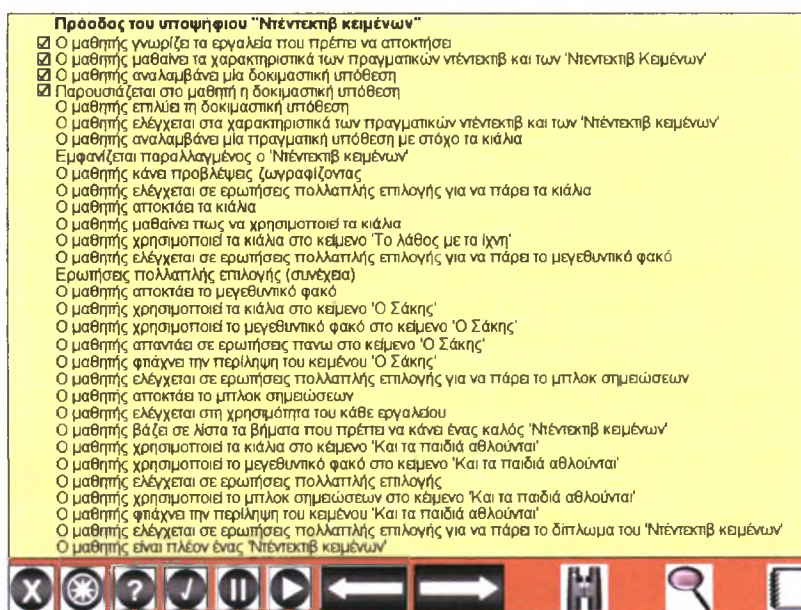 Πρόοδος του υποψήφιου "Ντέντεκτιβ κειμένων"
Ο μαθητής γνωρίζει τα εργαλεία που πρέπει να αποκτήσει
Ο μαθητής μαθαίνει τα χαρακτηριστικά των πραγματικών ντέντεκτιβ και των 'Ντεντεκτιβ Κειμένων'
Ο μαθητής αναλαμβάνει μία δοκιμαστική υπόθεση
Παρουσιάζεται στο μαθητή η δοκιμαστική υπόθεση
Ο μαθητής επιλύει τη δοκιμαστική υπόθεση
Ο μαθητής ελέγχεται στα χαρακτηριστικά των πραγματικών ντέντεκτιβ και των 'Ντέντεκτιβ κειμένων'
Ο μαθητής αναλαμβάνει μία πραγματική υπόθεση με στόχο τα κιάλια
Εμφανίζεται παραλλαγμένος ο 'Ντέντεκτιβ κειμένων'
Ο μαθητής κάνει προβλέψεις ζωγραφίζοντας
Ο μαθητής ελέγχεται σε ερωτήσεις πολλαπλής επιλογής για να πάρει τα κιάλια
Ο μαθητής αποκτάει τα κιάλια
Ο μαθητής μαθαίνει πως να χρησιμοποιεί τα κιάλια
Ο μαθητής χρησιμοποιεί τα κιάλια στο κείμενο 'Το λάθος με τα ίχνη'
Ο μαθητής ελέγχεται σε ερωτήσεις πολλαπλής επιλογής για να πάρει το μεγεθυντικό φακό
Ερωτήσεις πολλαπλής επιλογής (συνέχεια)
Ο μαθητής αποκτάει το μεγεθυντικό φακό
Ο μαθητής χρησιμοποιεί τα κιάλια στο κείμενο 'Ο Σάκης'
Ο μαθητής χρησιμοποιεί το μεγεθυντικό φακό στο κείμενο 'Ο Σάκης'
Ο μαθητής απαντάει σε ερωτήσεις πανω στο κείμενο 'Ο Σάκης'
Ο μαθητής φτιάχνει την περίληψη του κειμένου 'Ο Σάκης'
Ο μαθητής ελέγχεται σε ερωτήσεις πολλαπλής επιλογής για να πάρει το μπλοκ σημειώσεων
Ο μαθητής αποκτάει το μπλοκ σημειώσεων
Ο μαθητής ελέγχεται στη χρησιμότητα του κάθε εργαλείου
Ο μαθητής βάζει σε λίστα τα βήματα που πρέπει να κάνει ένας καλός 'Ντέντεκτιβ κειμένων'
Ο μαθητής χρησιμοποιεί τα κιάλια στο κέιμενο 'Και τα παιδιά αθλούνται'
Ο μαθητής χρησιμοποιεί το μεγεθυντικό φακό στο κείμενο 'Και τα παιδιά αθλούνται'
Ο μαθητής ελέγχεται σε ερωτήσεις πολλαπλής επιλογής
Ο μαθητής χρησιμοποιεί το μπλοκ σημειώσεων στο κέιμενο 'Και τα παιδιά αθλούνται'
Ο μαθητής φτιάχνει την περίληψη του κειμένου 'Και τα παιδιά αθλούνται'
Ο μαθητής ελέγχεται σε ερωτήσεις πολλαπλής επιλογής για να πάρει το δίπλωμα του 'Ντέντεκτιβ κειμένων'
Ο μαθητής είναι πλέον ένας 'Ντέντεκτιβ κειμένων'